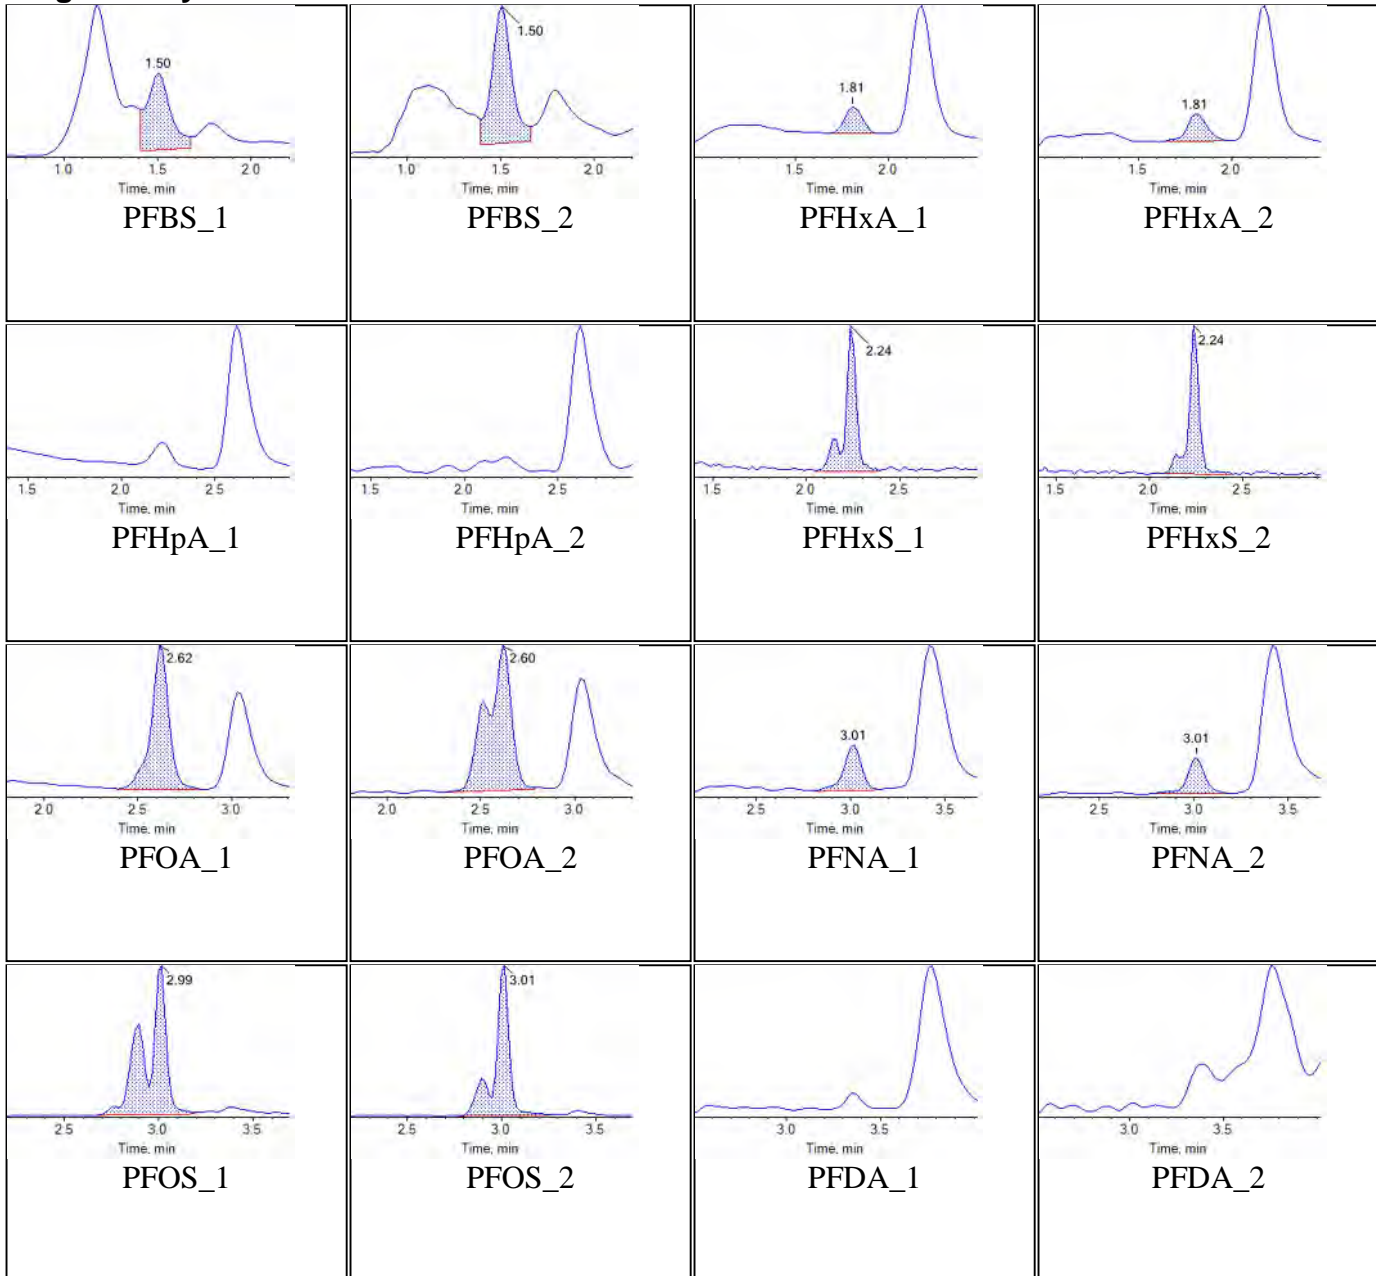 1.50
1.0 1.5 2.0
Time, min
PFBS_1
1.50
1.0 1.5 2.0
Time, min
PFBS_2
1.81
1.5 2.0
Time, min
PFHxA_1
1.81
1.5 2.0
Time, min
PFHxA_2
1.5 2.0 2.5
Time, min
PFHpA_1
1.5 2.0 2.5
Time, min
PFHpA_2
2.24
1.5 2.0 2.5
Time, min
PFHxS_1
2.24
1.5 2.0 2.5
Time, min
PFHxS_2
2.62
2.0 2.5 3.0
Time, min
PFOA_1
2.60
2.0 2.5 3.0
Time, min
PFOA_2
3.01
2.5 3.0 3.5
Time, min
PFNA_1
3.01
2.5 3.0 3.5
Time, min
PFNA_2
2.99
2.5 3.0 3.5
Time, min
PFOS_1
3.01
2.5 3.0 3.5
Time, min
PFOS_2
3.0 3.5
Time, min
PFDA_1
3.0 3.5
Time, min
PFDA_2